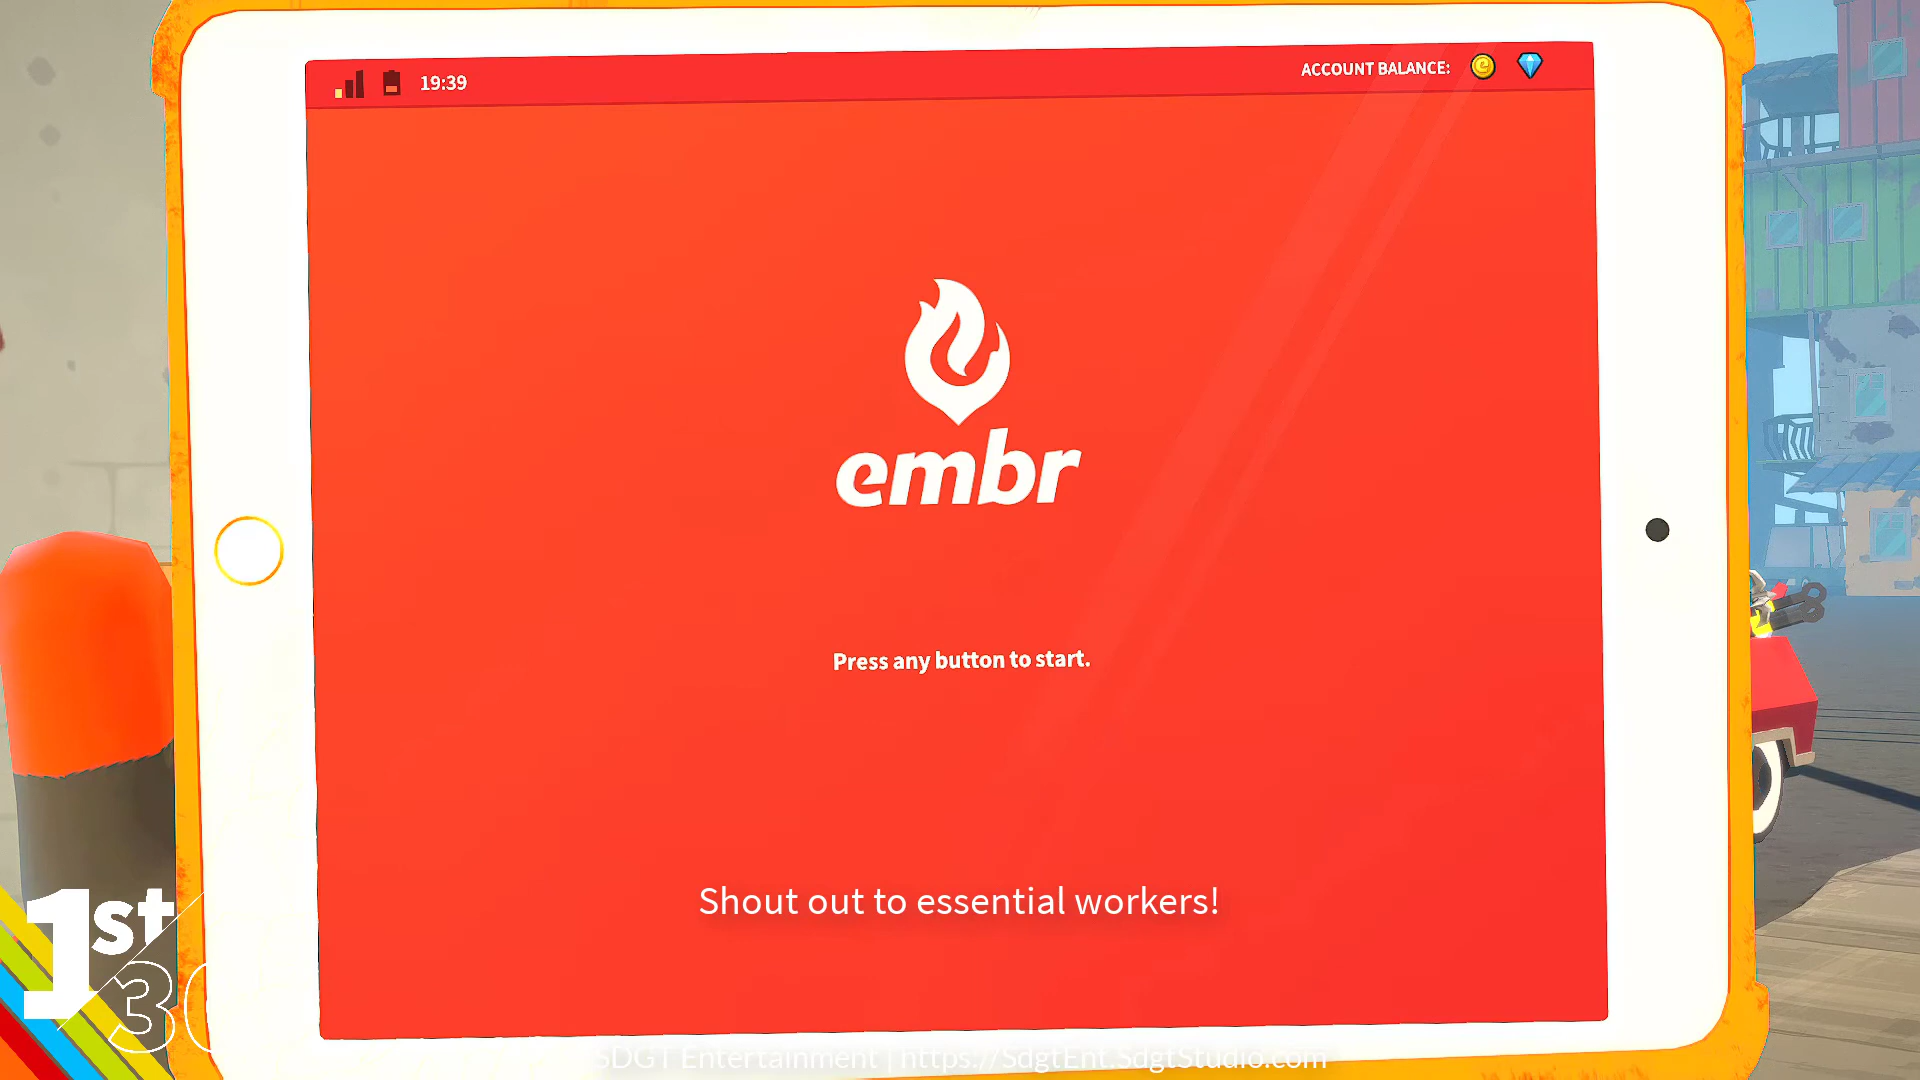 19:39
ACCOUNT BALANCE:
embr
Press any button to start.
Shout out to essential workers!
1st
30
SDGT Entertainment | https://SdgtEnt.SdgtStudio.com